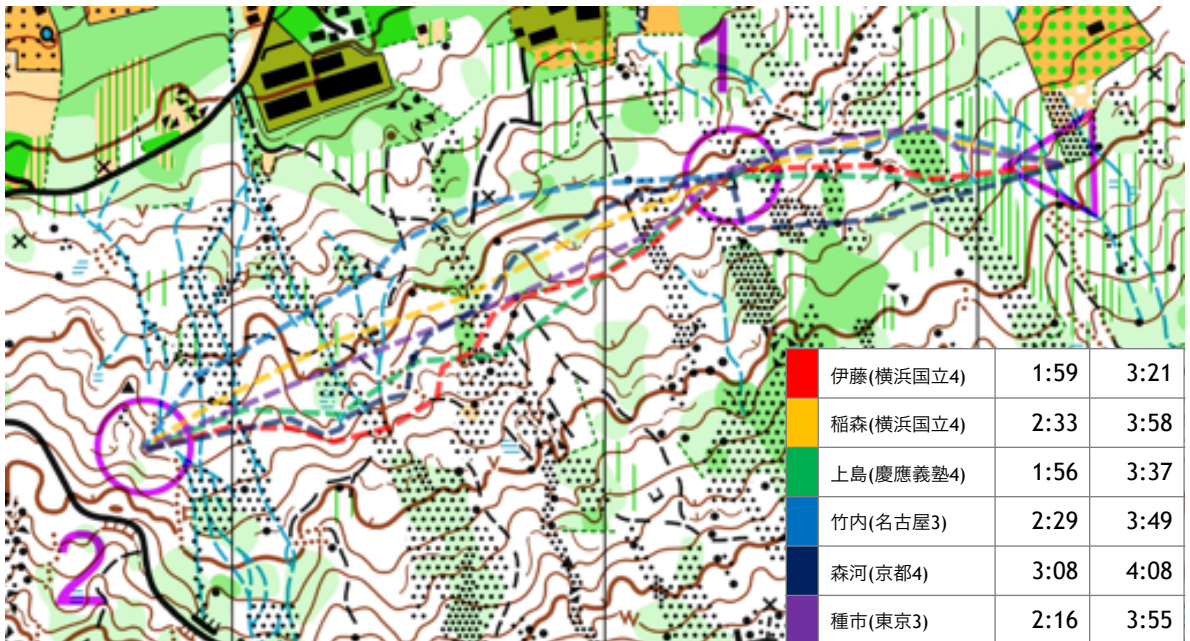 1
2
伊藤(横浜国立4) 1:59 3:21
稲森(横浜国立4) 2:33 3:58
上島(慶應義塾4) 1:56 3:37
竹内(名古屋3) 2:29 3:49
森河(京都4) 3:08 4:08
種市(東京3) 2:16 3:55